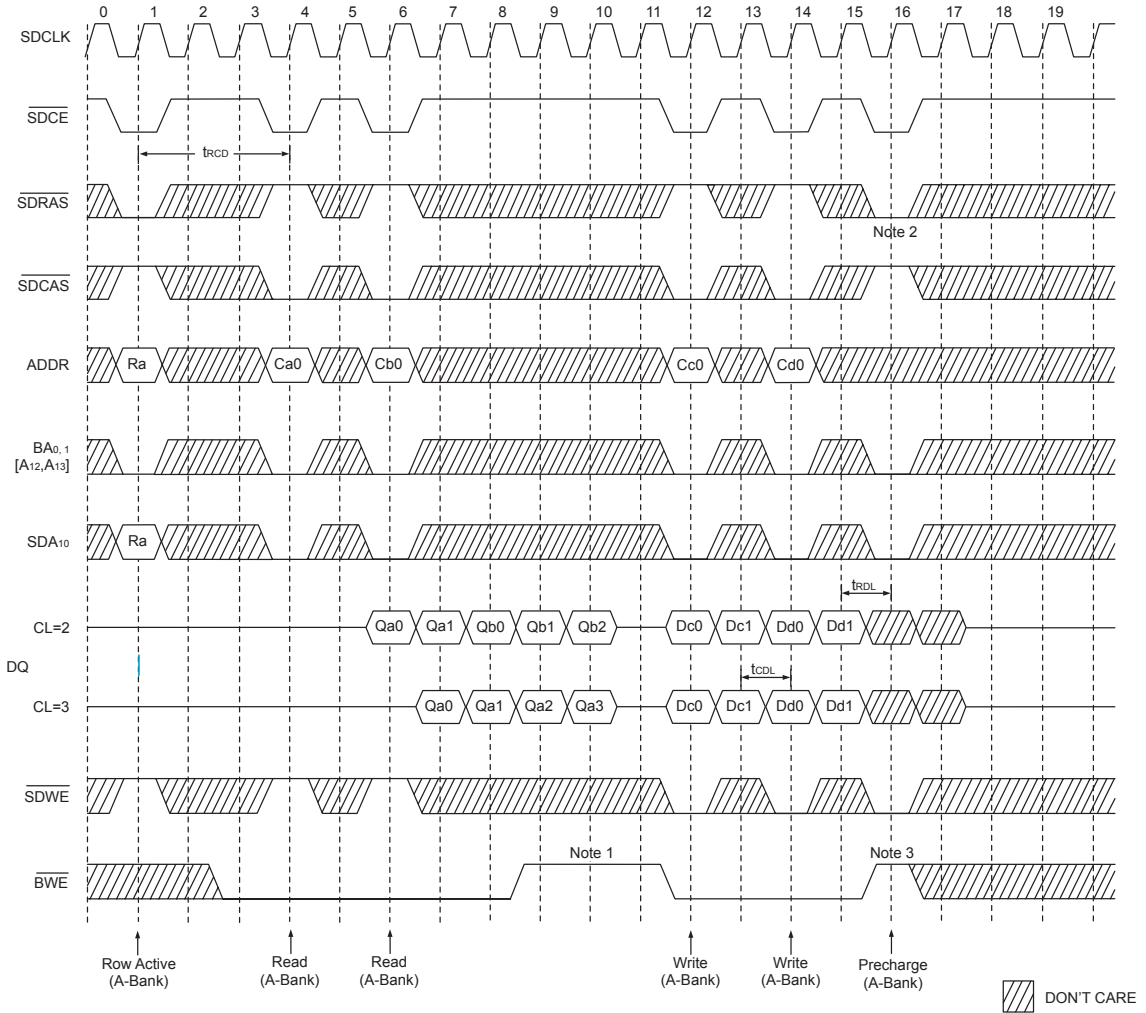 0 1 2 3 4 5 6 7 8 9 10 11 12 13 14 15 16 17 18 19
SDCLK
SDCE
tRCD
SDRAS
Note 2
SDCAS
ADDR Ra Ca0 Cb0 Cc0 Cd0
BA0, 1
[A12,A13]
SDA10 Ra
tRDL
CL=2 Qa0 Qa1 Qb0 Qb1 Qb2 Dc0 Dc1 Dd0 Dd1
DQ
tCDL
CL=3 Qa0 Qa1 Qa2 Qa3 Dc0 Dc1 Dd0 Dd1
SDWE
Note 1 Note 3
BWE
Row Active
(A-Bank)
Read
(A-Bank)
Read
(A-Bank)
Write
(A-Bank)
Write
(A-Bank)
Precharge
(A-Bank)
DON'T CARE